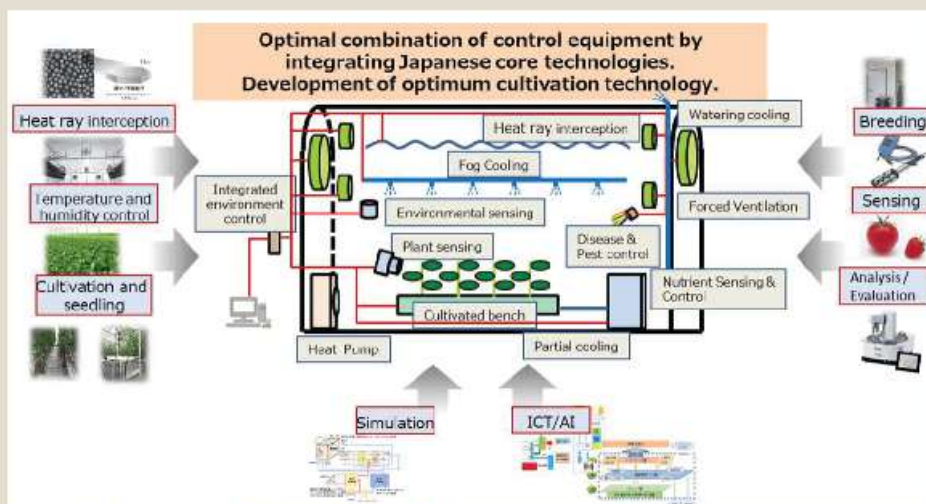 Optimal combination of control equipment by
integrating Japanese core technologies.
Development of optimum cultivation technology.
Heat ray interception
Temperature and
humidity control
Cultivation and
seedling
Integrated
environment
control
Heat ray interception
Fog Cooling
Environmental sensing
Plant sensing
Cultivated bench
Disease &
Pest control
Watering cooling
Forced Ventilation
Nutrient Sensing &
Control
Heat Pump
Partial cooling
Breeding
Sensing
Analysis /
Evaluation
Simulation
ICT/AI